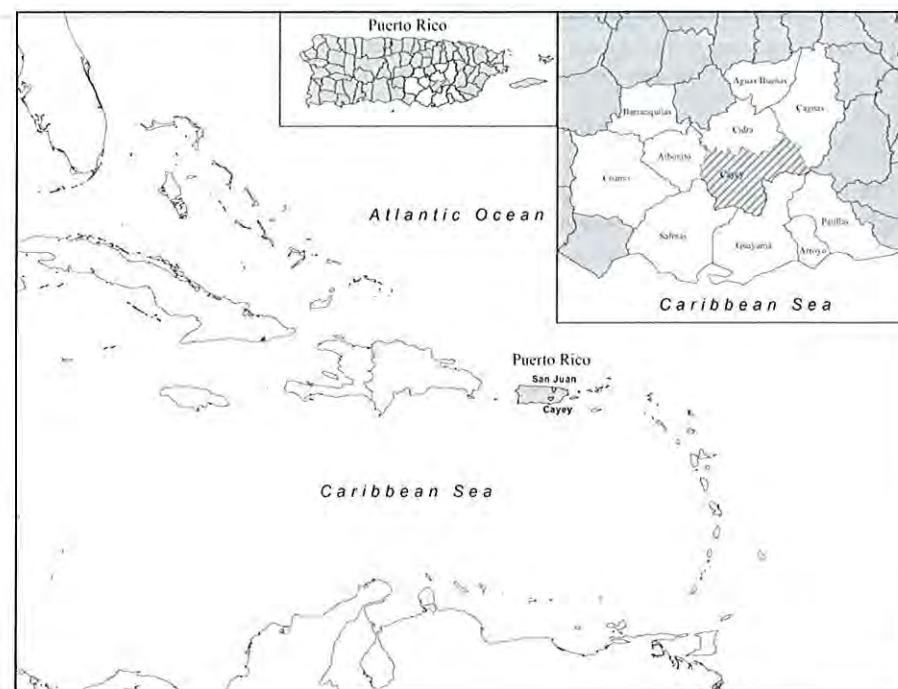 Puerto Rico
Aguas Buenas
Caguas
Barranquitas
Cidra
Aibonito
Cayey
Coamo
Patillas
Salinas
Guayama
Arroyo
Caribbean Sea
Atlantic Ocean
Puerto Rico
San Juan
Cayey
Caribbean Sea